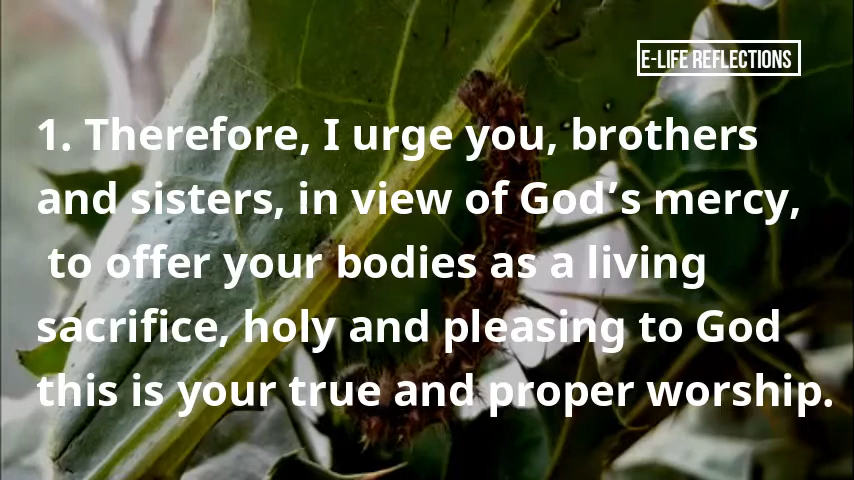 E-LIFE REFLECTIONS
1. Therefore, I urge you, brothers
and sisters, in view of God’s mercy,
to offer your bodies as a living
sacrifice, holy and pleasing to God
this is your true and proper worship.